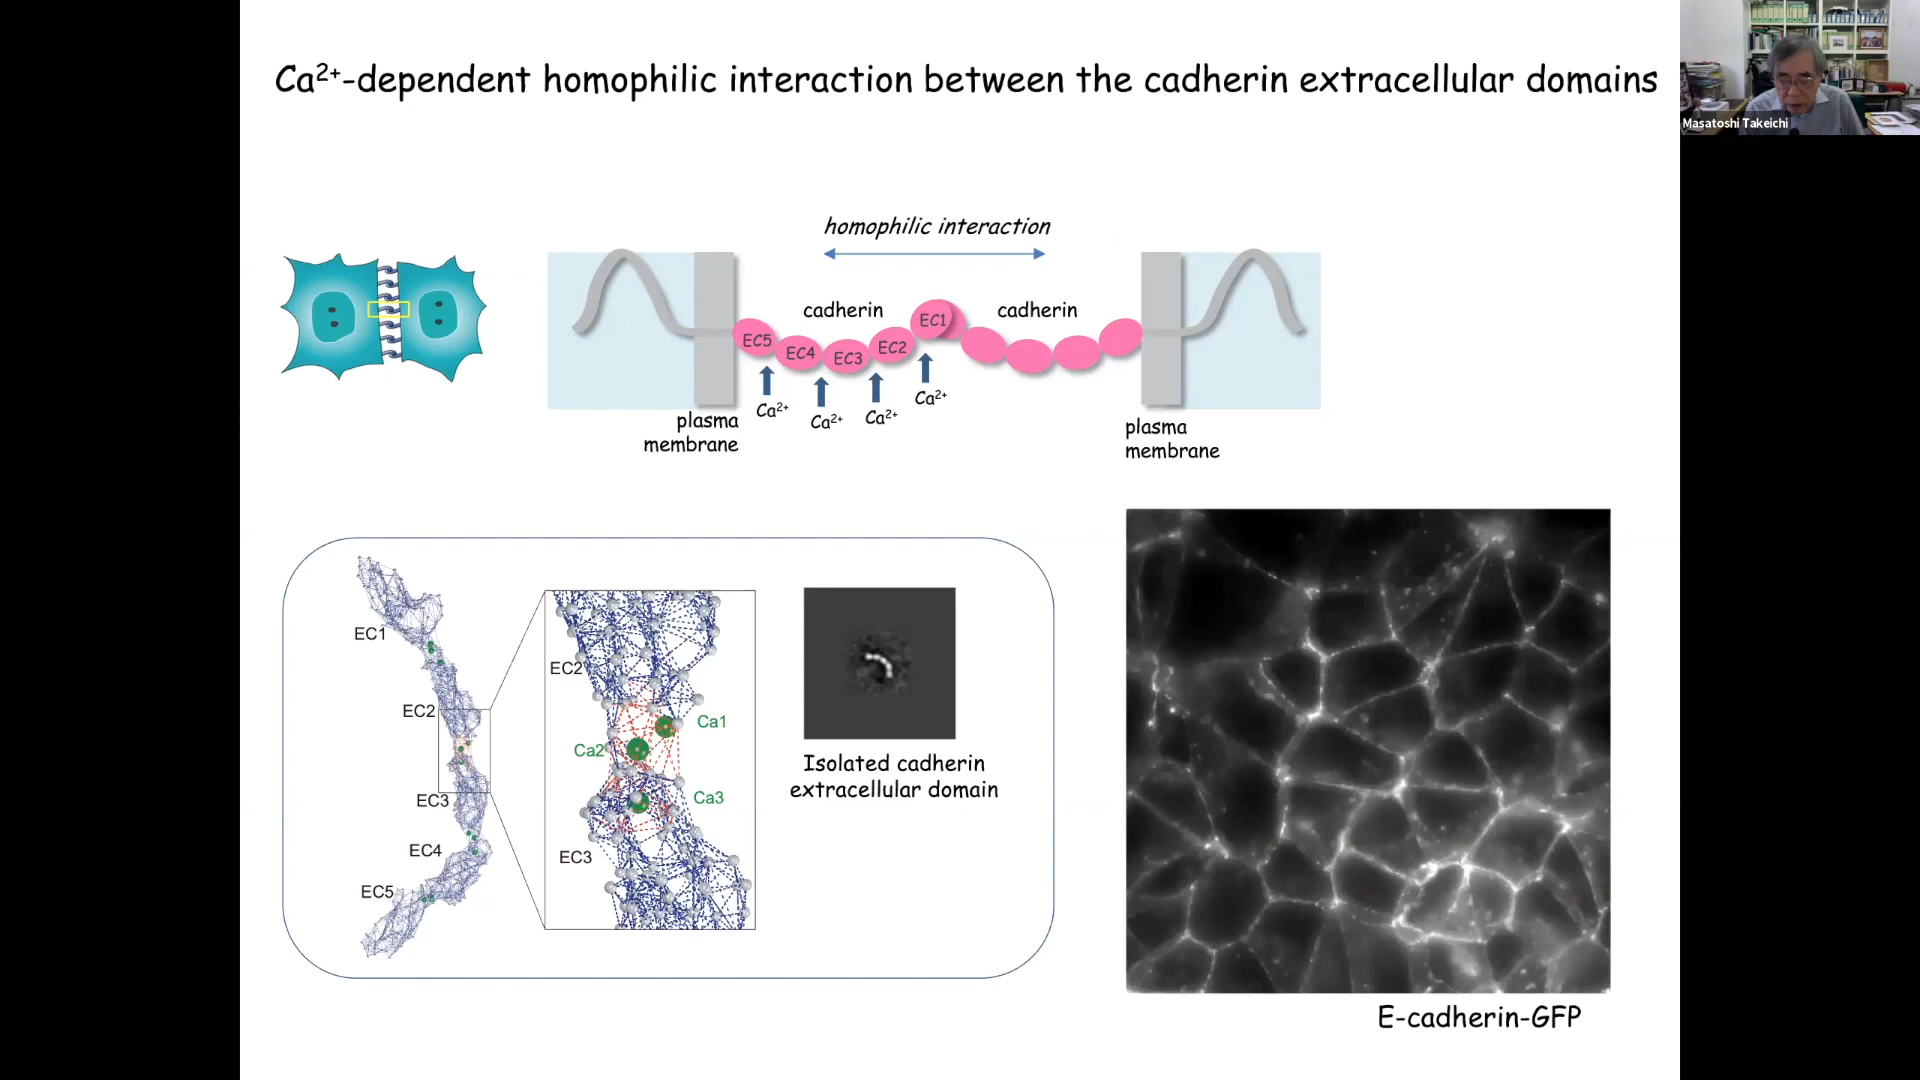 Ca²⁺-dependent homophilic interaction between the cadherin extracellular domains
Masatoshi Takeichi
homophilic interaction
cadherin
cadherin
EC1
EC5
EC4
EC3
EC2
Ca²⁺
Ca²⁺
Ca²⁺
Ca²⁺
plasma
membrane
plasma
membrane
EC1
EC2
EC3
EC4
EC5
EC2
Ca1
Ca2
Ca3
EC3
Isolated cadherin
extracellular domain
E-cadherin-GFP